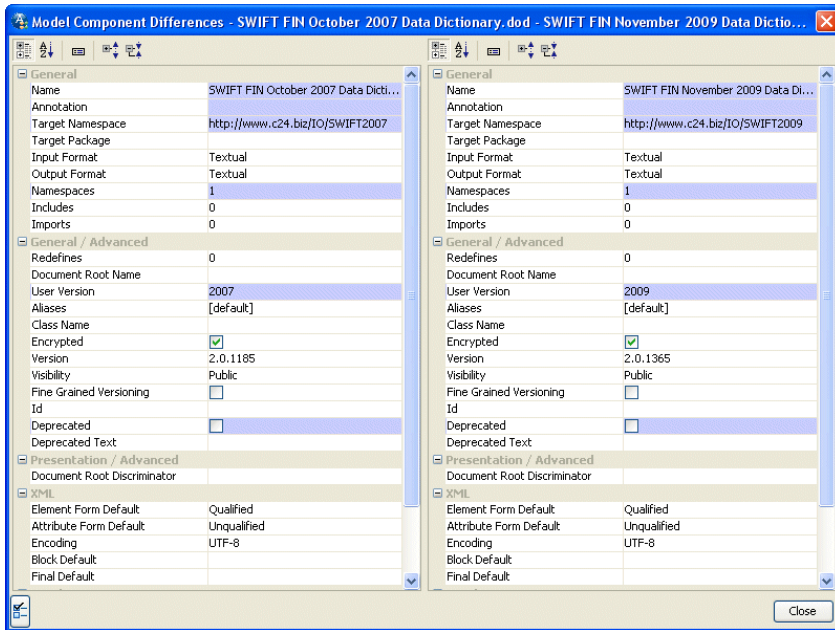 Model Component Differences - SWIFT FIN October 2007 Data Dictionary.dod - SWIFT FIN November 2009 Data Dictio...
General
Name SWIFT FIN October 2007 Data Dicti...
Annotation
Target Namespace http://www.c24.biz/IO/SWIFT2007
Target Package
Input Format Textual
Output Format Textual
Namespaces 1
Includes 0
Imports 0
General / Advanced
Redefines 0
Document Root Name
User Version 2007
Aliases [default]
Class Name
Encrypted
Version 2.0.1185
Visibility Public
Fine Grained Versioning
Id
Deprecated
Deprecated Text
Presentation / Advanced
Document Root Discriminator
XML
Element Form Default Qualified
Attribute Form Default Unqualified
Encoding UTF-8
Block Default
Final Default
General
Name SWIFT FIN November 2009 Data Di...
Annotation
Target Namespace http://www.c24.biz/IO/SWIFT2009
Target Package
Input Format Textual
Output Format Textual
Namespaces 1
Includes 0
Imports 0
General / Advanced
Redefines 0
Document Root Name
User Version 2009
Aliases [default]
Class Name
Encrypted
Version 2.0.1365
Visibility Public
Fine Grained Versioning
Id
Deprecated
Deprecated Text
Presentation / Advanced
Document Root Discriminator
XML
Element Form Default Qualified
Attribute Form Default Unqualified
Encoding UTF-8
Block Default
Final Default
Close